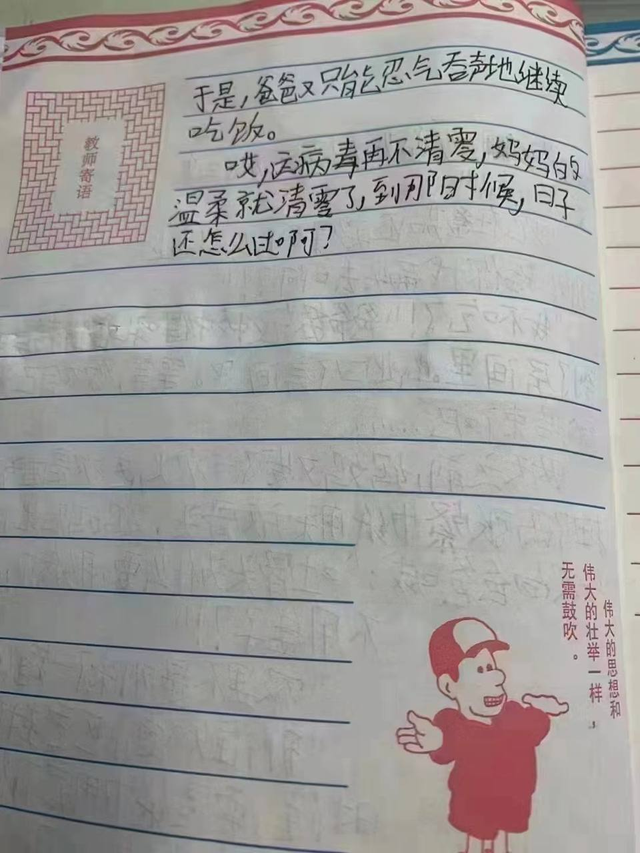 教师寄语
于是,爸爸又只能忍气吞声地继续
吃饭。
哎,这病毒再不清零,妈妈的
温柔就清零了,到那时候,日子
还怎么过啊?
伟大的思想和
伟大的壮举一样
无需鼓吹。